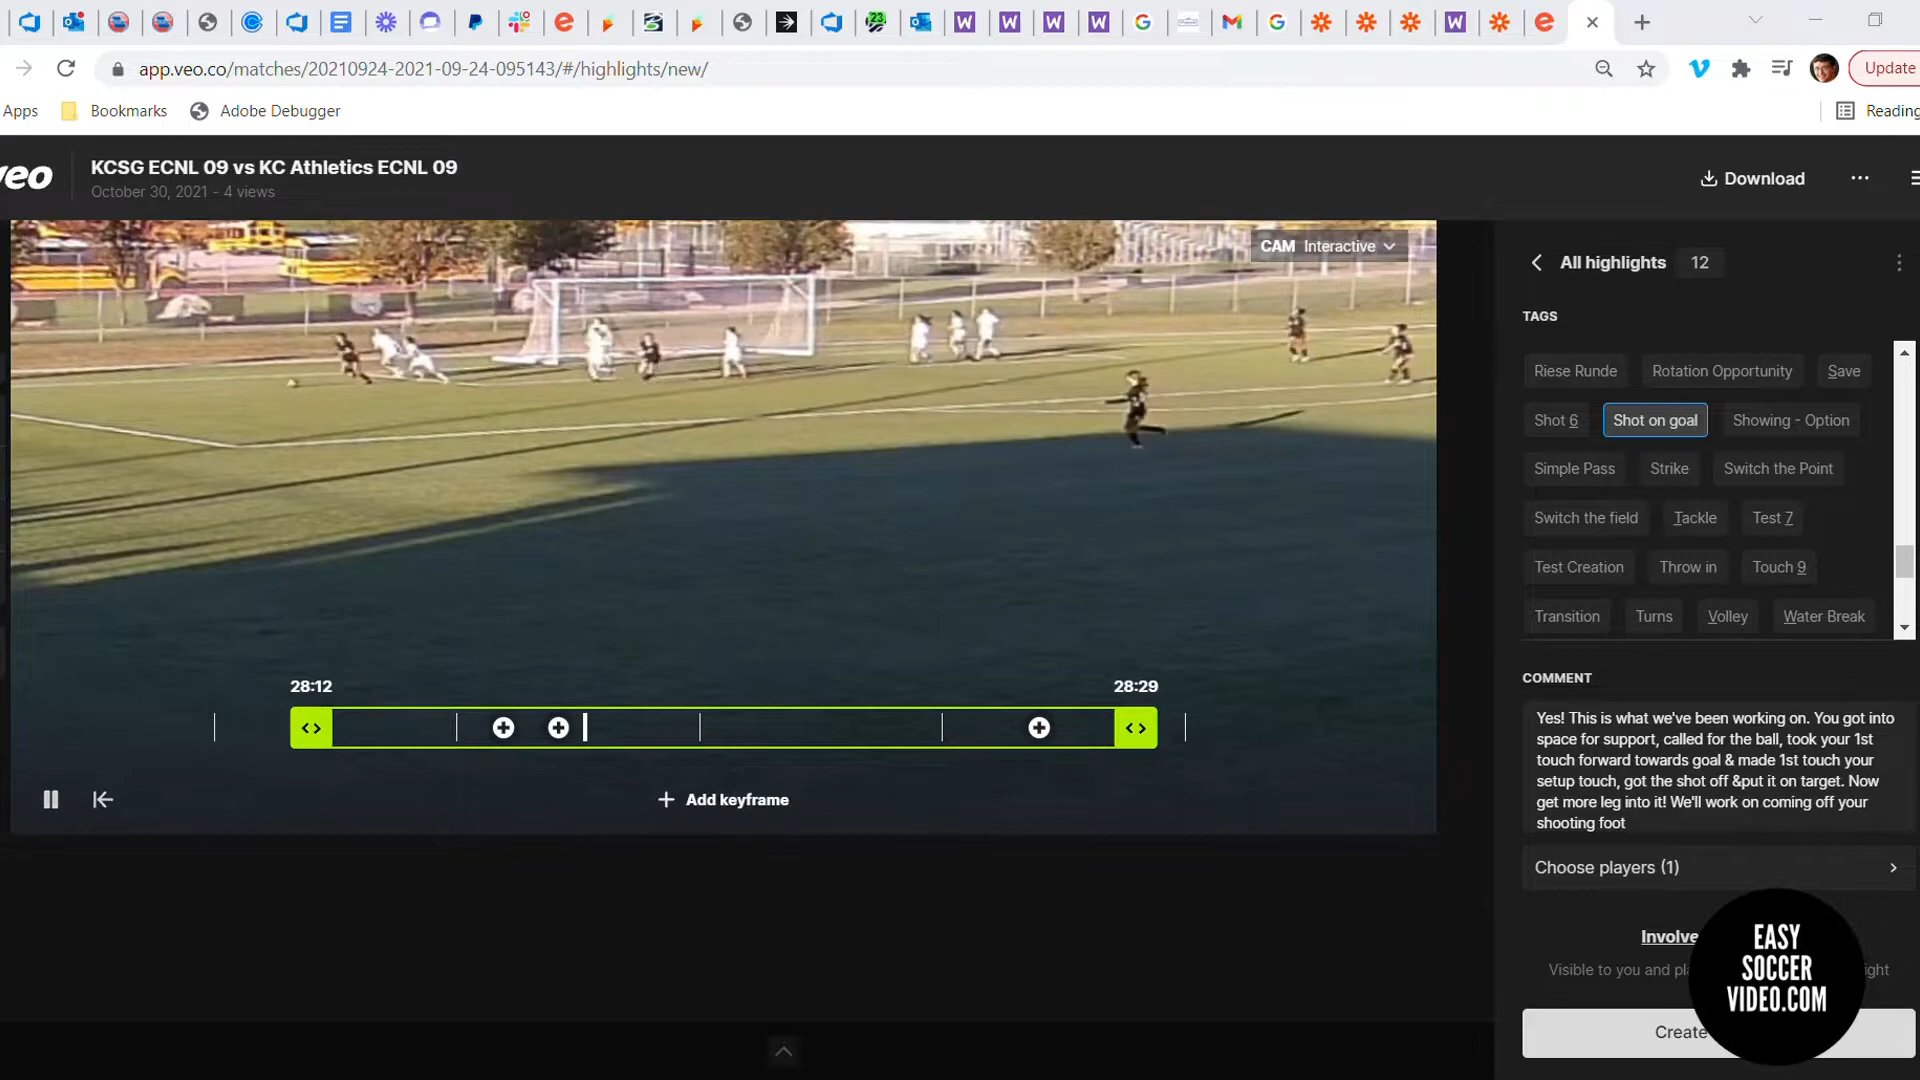 app.veo.co/matches/20210924-2021-09-24-095143/#/highlights/new/
Update
Apps
Bookmarks
Adobe Debugger
Reading
veo
KCSG ECNL 09 vs KC Athletics ECNL 09
October 30, 2021 - 4 views
Download
CAM Interactive
All highlights 12
TAGS
Riese Runde
Rotation Opportunity
Save
Shot 6
Shot on goal
Showing - Option
Simple Pass
Strike
Switch the Point
Switch the field
Tackle
Test 7
Test Creation
Throw in
Touch 9
Transition
Turns
Volley
Water Break
28:12
28:29
Add keyframe
COMMENT
Yes! This is what we've been working on. You got into
space for support, called for the ball, took your 1st
touch forward towards goal & made 1st touch your
setup touch, got the shot off &put it on target. Now
get more leg into it! We'll work on coming off your
shooting foot
Choose players (1)
Involve
Visible to you and pla
ight
Create
EASY
SOCCER
VIDEO.COM